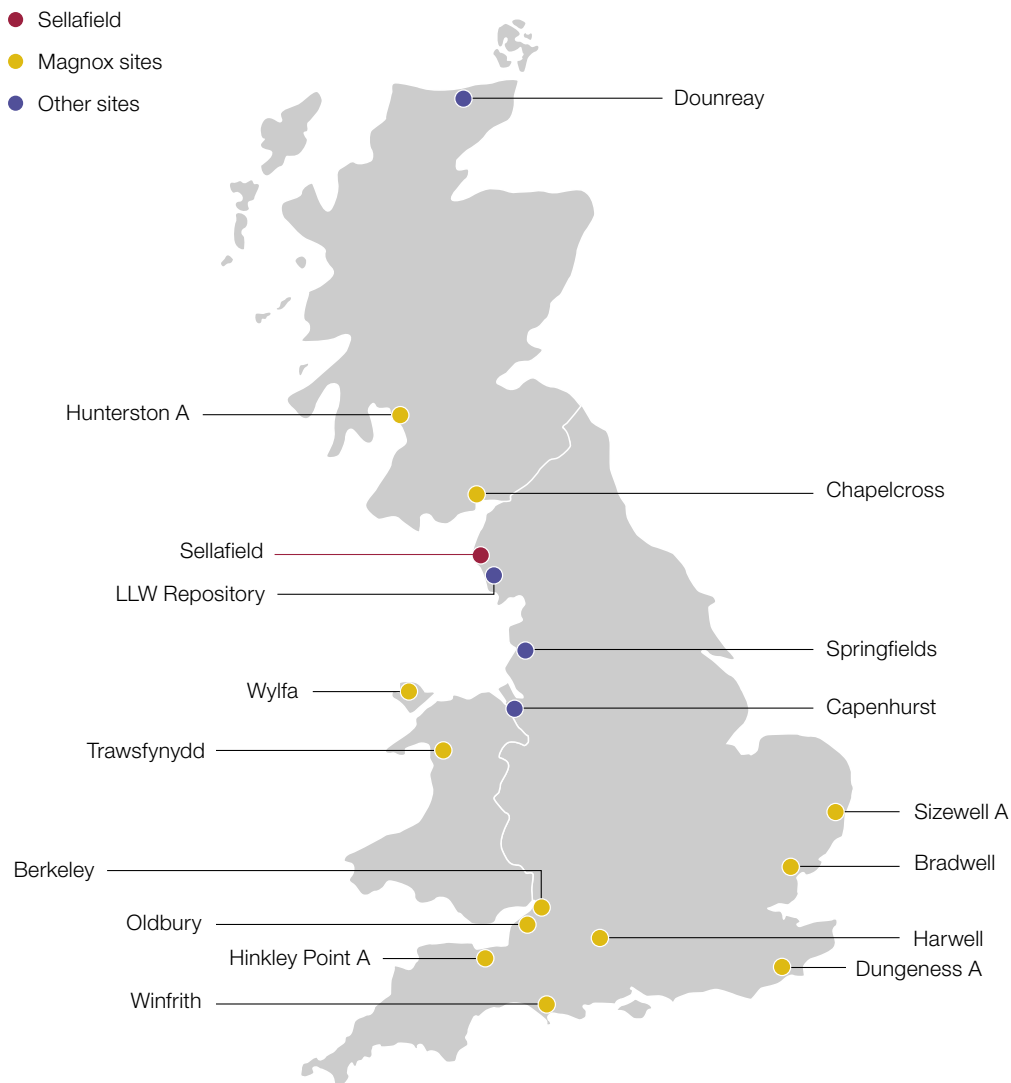 Sellafield
Magnox sites
Other sites
Dounreay
Hunterston A
Chapelcross
Sellafield
LLW Repository
Springfields
Wylfa
Capenhurst
Trawsfynydd
Sizewell A
Berkeley
Bradwell
Oldbury
Harwell
Hinkley Point A
Dungeness A
Winfrith